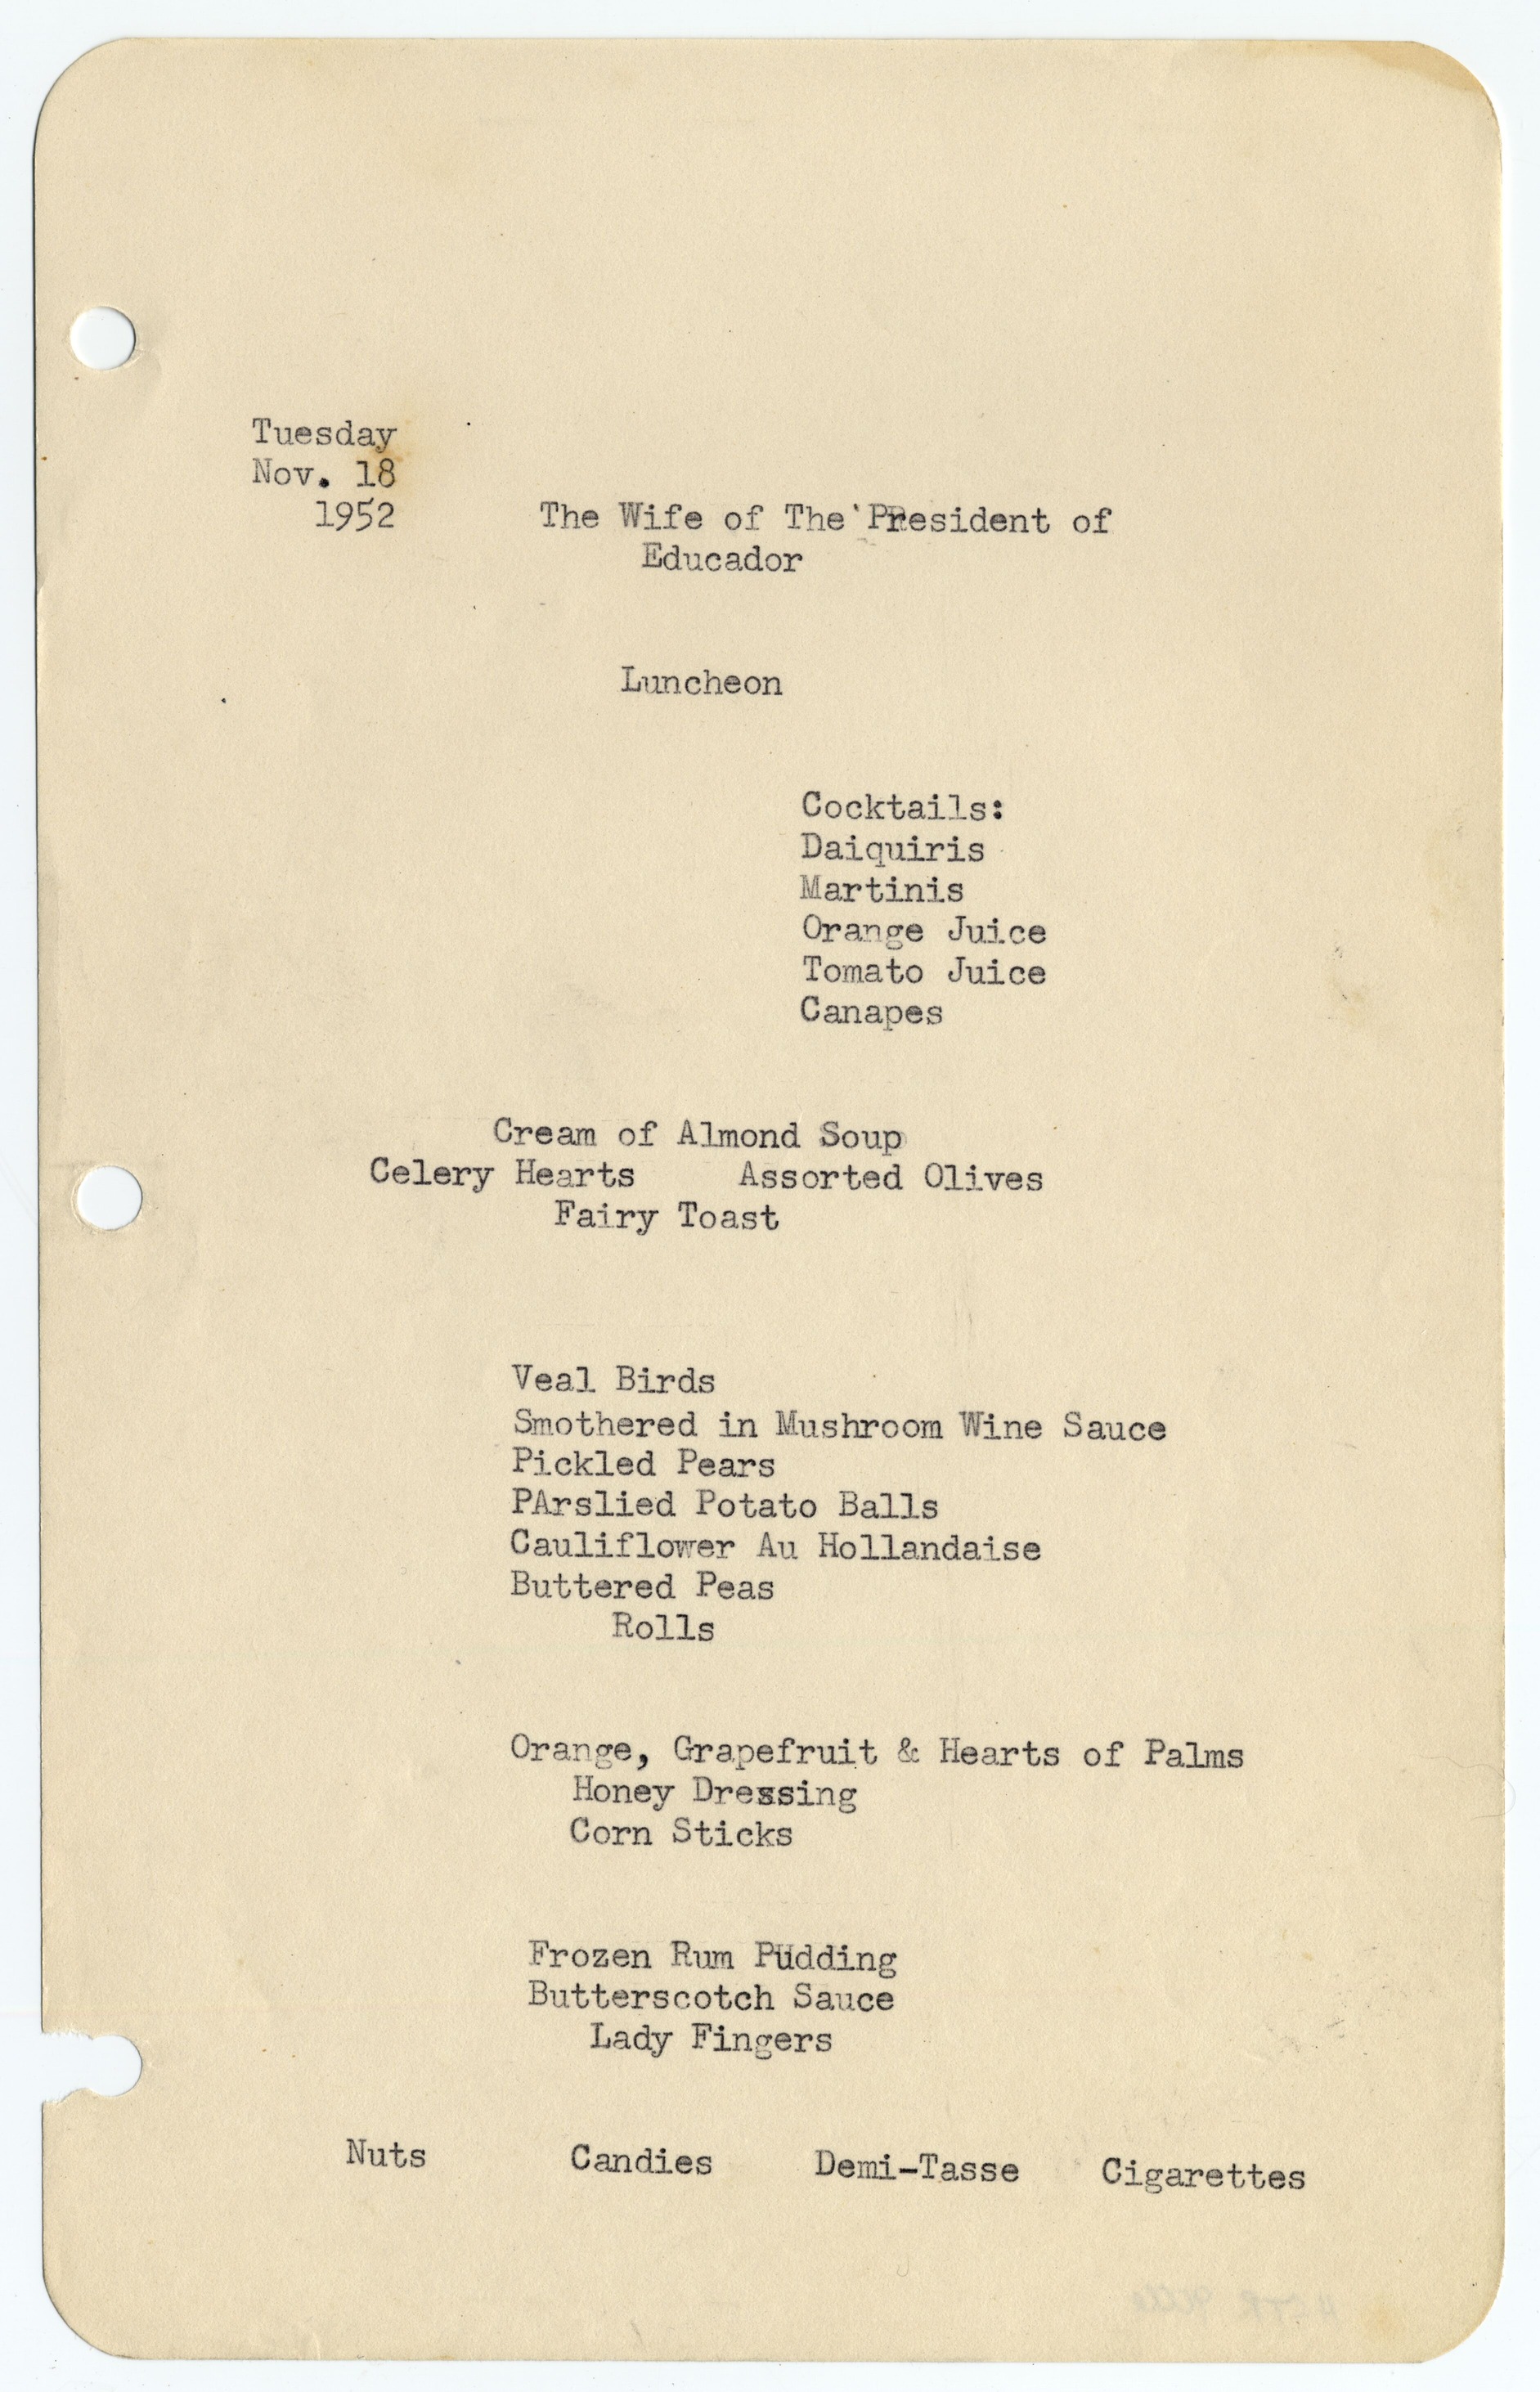 Tuesday
Nov. 18
1952
The Wife of The President of
Educador
Luncheon
Cocktails:
Daiquiris
Martinis
Orange Juice
Tomato Juice
Canapes
Cream of Almond Soup
Celery Hearts Assorted Olives
Fairy Toast
Veal Birds
Smothered in Mushroom Wine Sauce
Pickled Pears
PArslied Potato Balls
Cauliflower Au Hollandaise
Buttered Peas
Rolls
Orange, Grapefruit & Hearts of Palms
Honey Dressing
Corn Sticks
Frozen Rum Pudding
Butterscotch Sauce
Lady Fingers
Nuts Candies Demi-Tasse Cigarettes